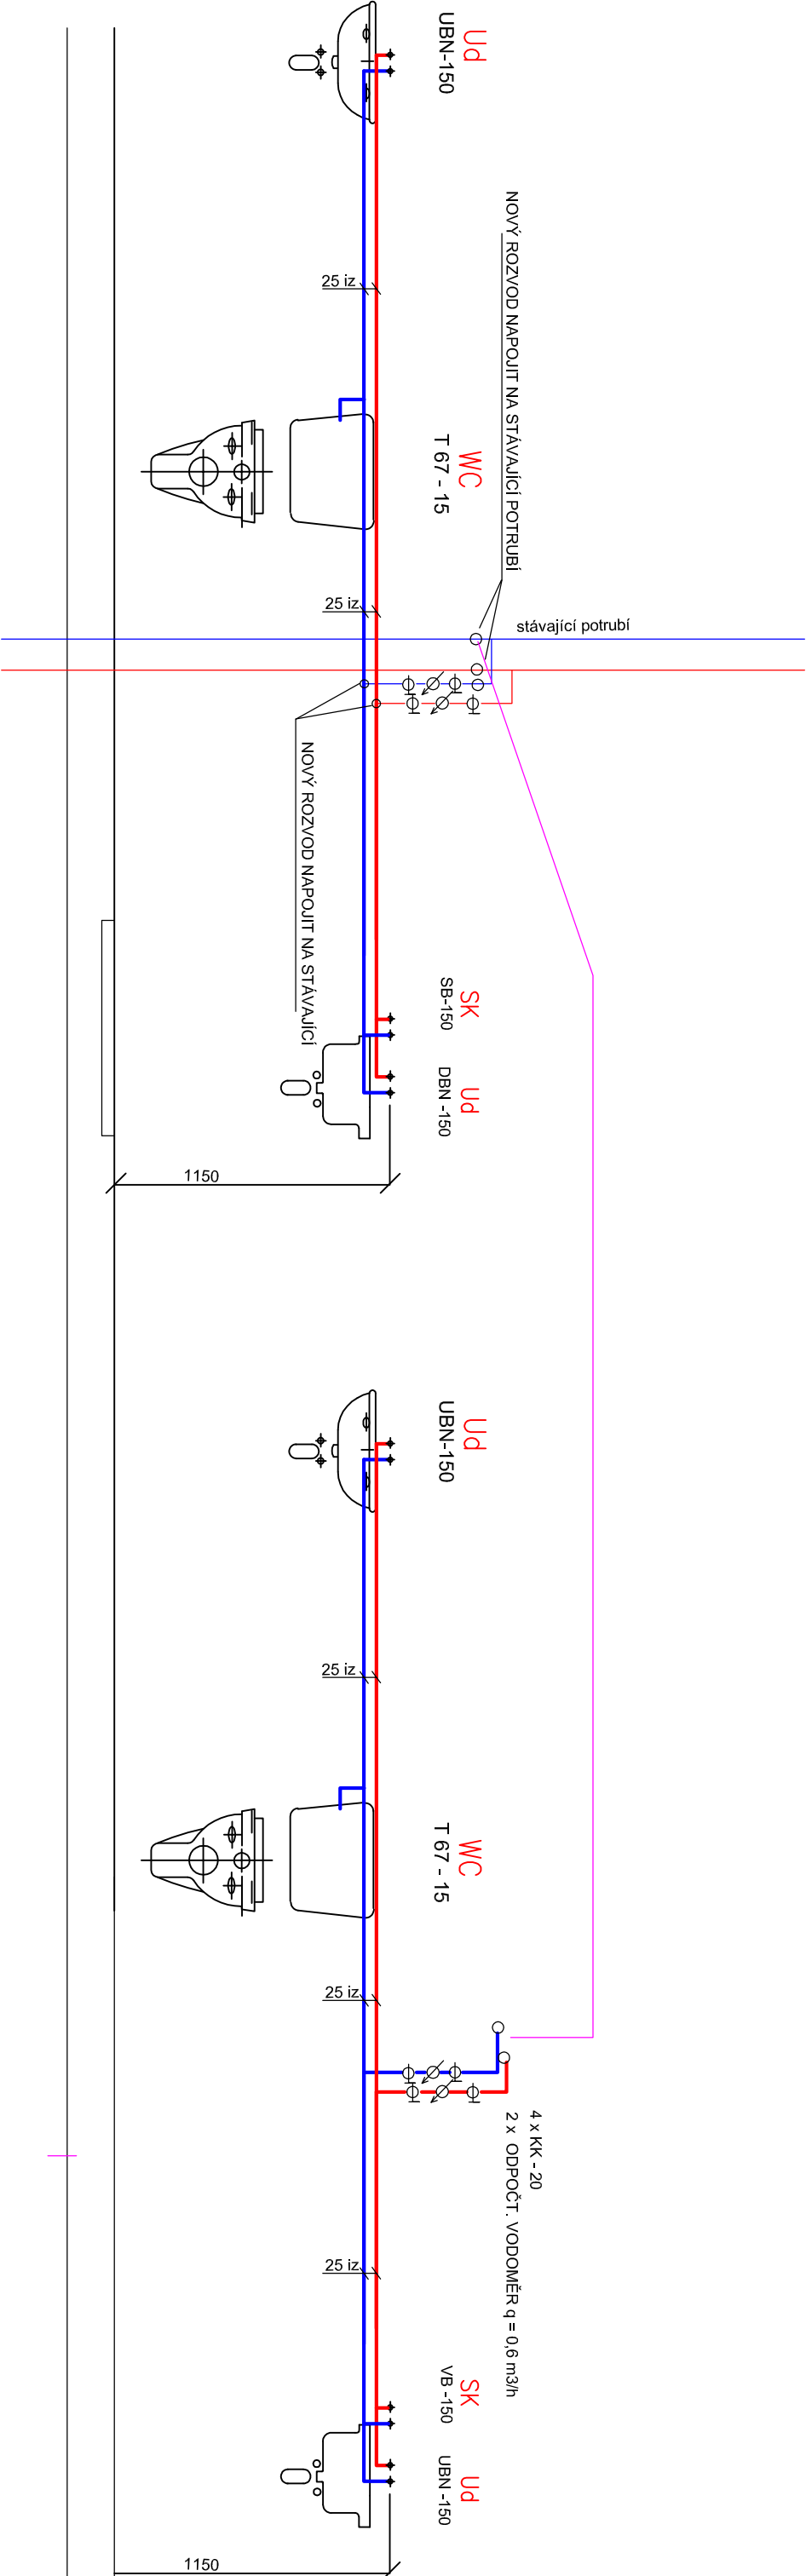 Ud
UBN-150
NOVÝ ROZVOD NAPOJIT NA STÁVAJÍCÍ POTRUBÍ
25 iz
WC
T 67 - 15
25 iz
stávající potrubí
NOVÝ ROZVOD NAPOJIT NA STÁVAJÍCÍ
SK
SB-150
Ud
DBN -150
1150
Ud
UBN-150
25 iz
WC
T 67 - 15
25 iz
4 x KK - 20
2 x ODPOČT. VODOMĚR q = 0,6 m3/h
25 iz
SK
VB -150
Ud
UBN -150
1150